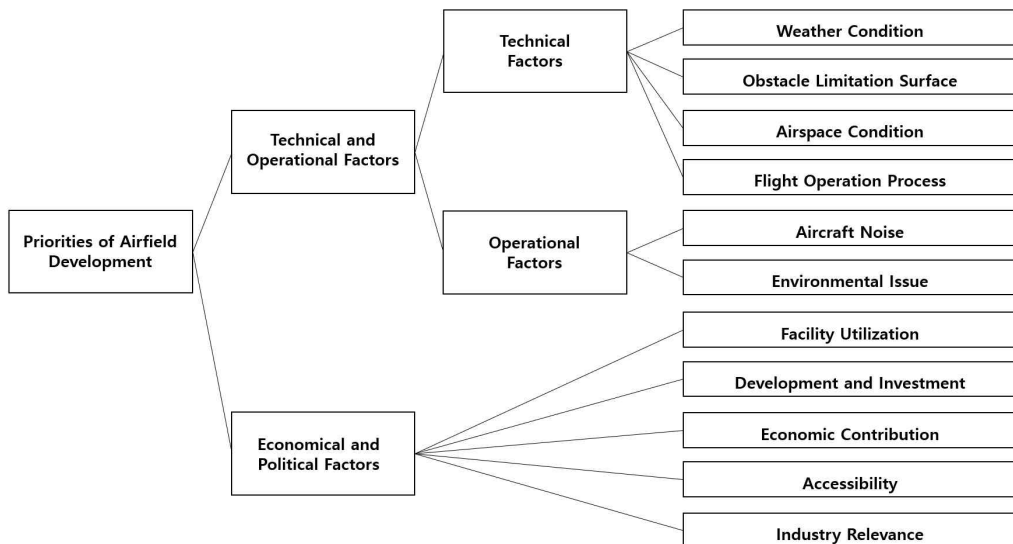 Priorities of Airfield
Development
Technical and
Operational Factors
Economical and
Political Factors
Technical
Factors
Operational
Factors
Weather Condition
Obstacle Limitation Surface
Airspace Condition
Flight Operation Process
Aircraft Noise
Environmental Issue
Facility Utilization
Development and Investment
Economic Contribution
Accessibility
Industry Relevance